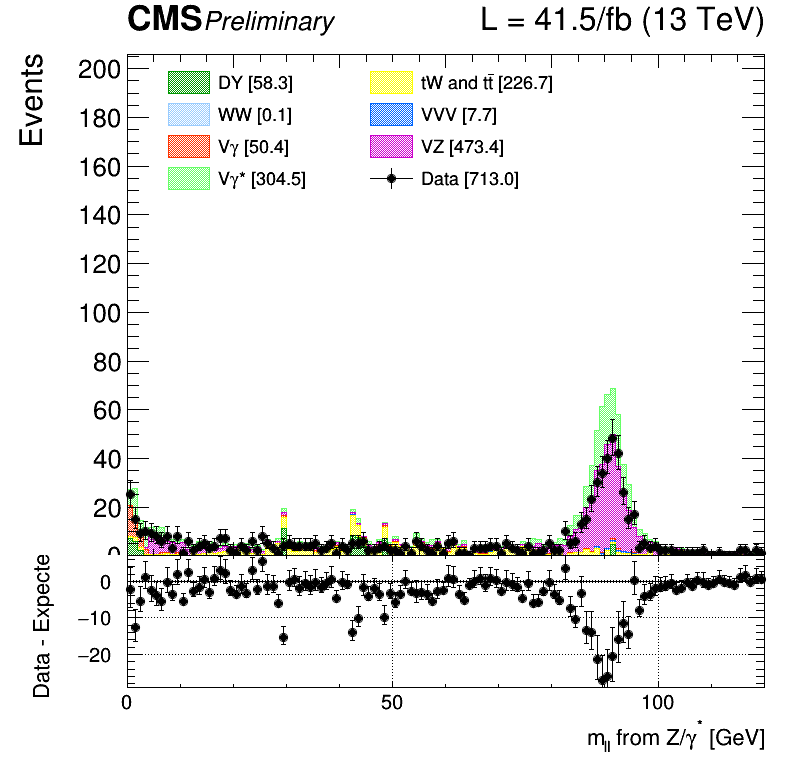 CMS Preliminary L = 41.5/fb (13 TeV)
Events
200
180
160
140
120
100
80
60
40
20
0
DY [58.3]
WW [0.1]
Vγ [50.4]
Vγ* [304.5]
tW and tt̄ [226.7]
VVV [7.7]
VZ [473.4]
Data [713.0]
Data - Expecte
0
−10
−20
0 50 100
m_ll from Z/γ* [GeV]